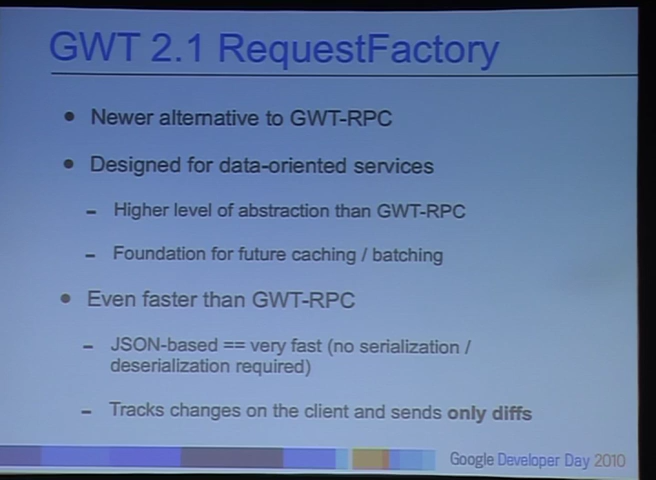 GWT 2.1 RequestFactory
• Newer alternative to GWT-RPC
• Designed for data-oriented services
– Higher level of abstraction than GWT-RPC
– Foundation for future caching / batching
• Even faster than GWT-RPC
– JSON-based == very fast (no serialization /
deserialization required)
– Tracks changes on the client and sends only diffs
Google Developer Day 2010